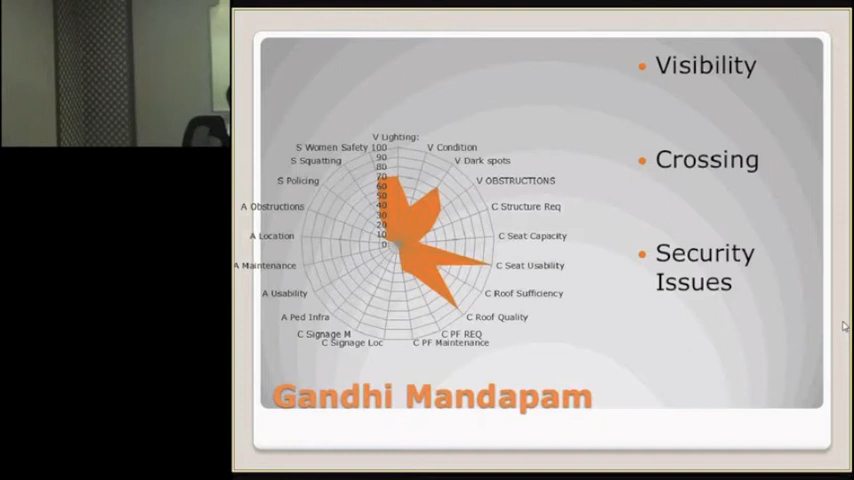 Visibility
Crossing
Security
Issues
V Lighting:
V Condition
V Dark spots
V OBSTRUCTIONS
C Structure Req
C Seat Capacity
C Seat Usability
C Roof Sufficiency
C Roof Quality
C PF REQ
C PF Maintenance
C Signage Loc
C Signage M
A Ped Infra
A Usability
A Maintenance
A Location
A Obstructions
S Policing
S Squatting
S Women Safety
100
90
80
70
60
50
40
30
20
10
0
Gandhi Mandapam